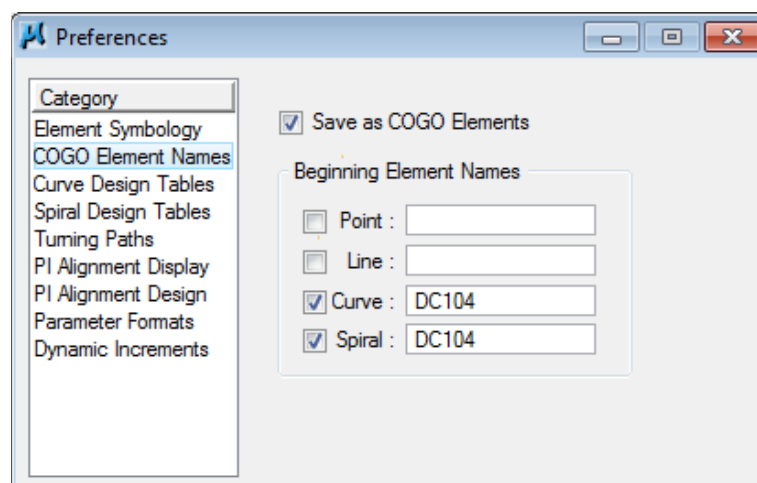 Preferences
Category
Element Symbology
COGO Element Names
Curve Design Tables
Spiral Design Tables
Turning Paths
PI Alignment Display
PI Alignment Design
Parameter Formats
Dynamic Increments
Save as COGO Elements
Beginning Element Names
Point :
Line :
Curve : DC104
Spiral : DC104